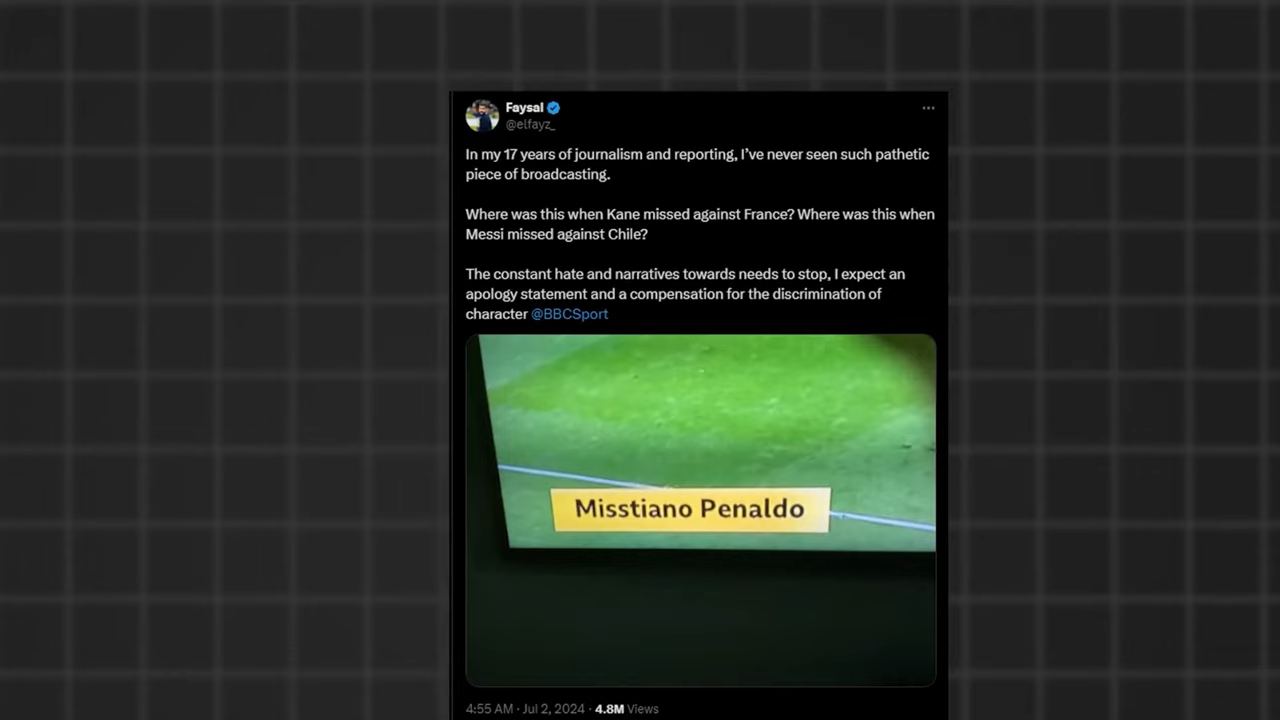 Faysal
@elfayz_
In my 17 years of journalism and reporting, I’ve never seen such pathetic
piece of broadcasting.
Where was this when Kane missed against France? Where was this when
Messi missed against Chile?
The constant hate and narratives towards needs to stop, I expect an
apology statement and a compensation for the discrimination of
character @BBCSport
Misstiano Penaldo
4:55 AM · Jul 2, 2024 · 4.8M Views